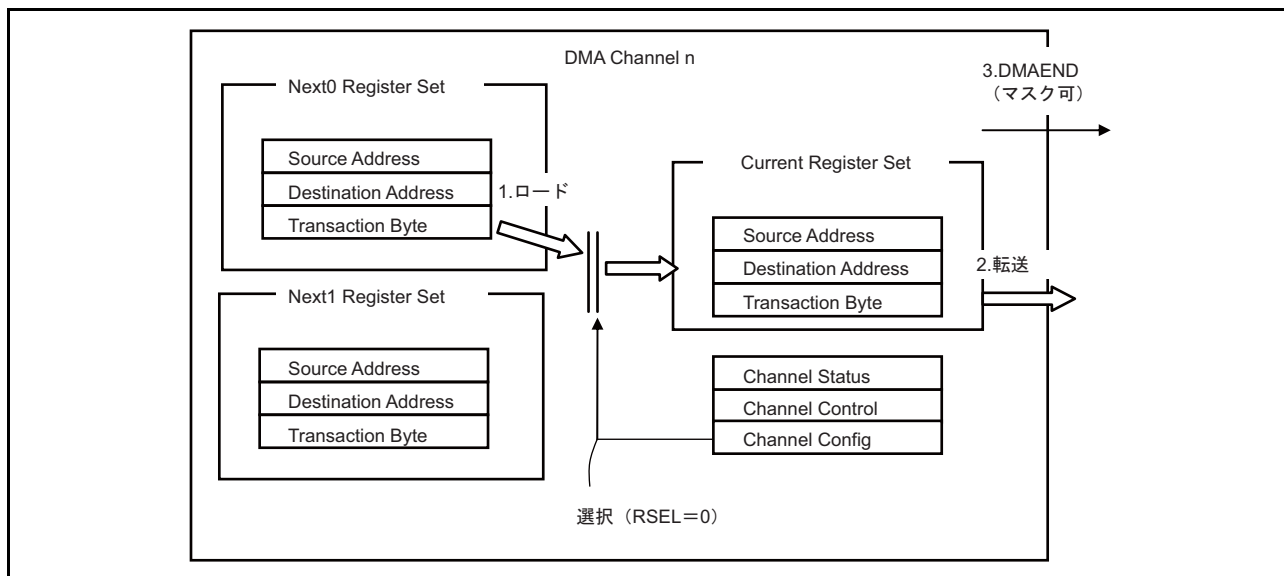 DMA Channel n
Next0 Register Set
Source Address
Destination Address
Transaction Byte
1.ロード
Next1 Register Set
Source Address
Destination Address
Transaction Byte
選択（RSEL＝0）
Current Register Set
Source Address
Destination Address
Transaction Byte
2.転送
Channel Status
Channel Control
Channel Config
3.DMAEND
（マスク可）